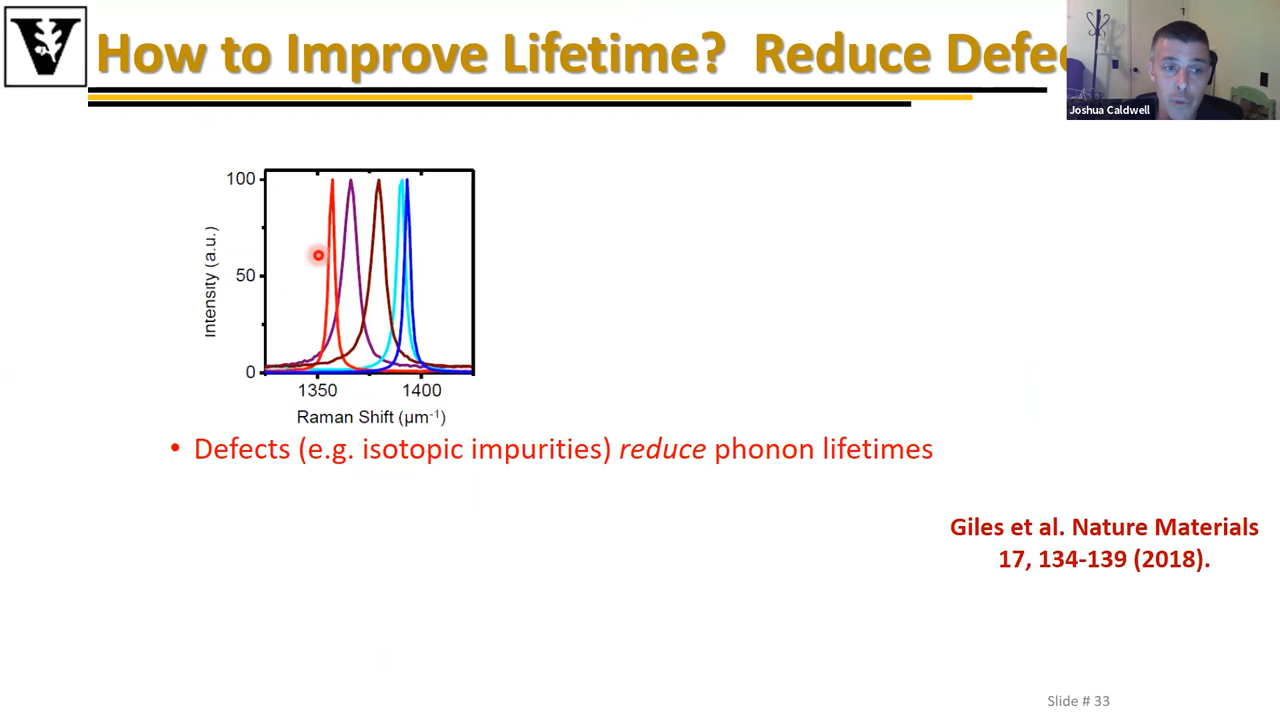 How to Improve Lifetime? Reduce Defe
Joshua Caldwell
100
50
0
Intensity (a.u.)
1350 1400
Raman Shift (µm-1)
• Defects (e.g. isotopic impurities) reduce phonon lifetimes
Giles et al. Nature Materials
17, 134-139 (2018).
Slide # 33